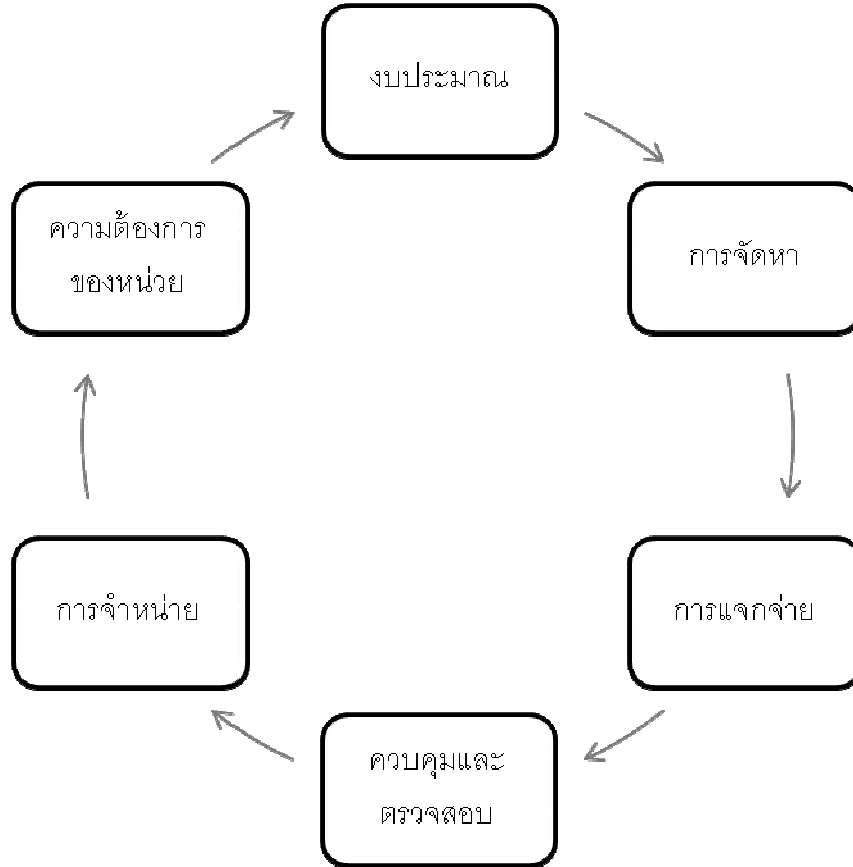 งบประมาณ
ความต้องการ
ของหน่วย
การจัดหา
การจำหน่าย
การแจกจ่าย
ควบคุมและ
ตรวจสอบ